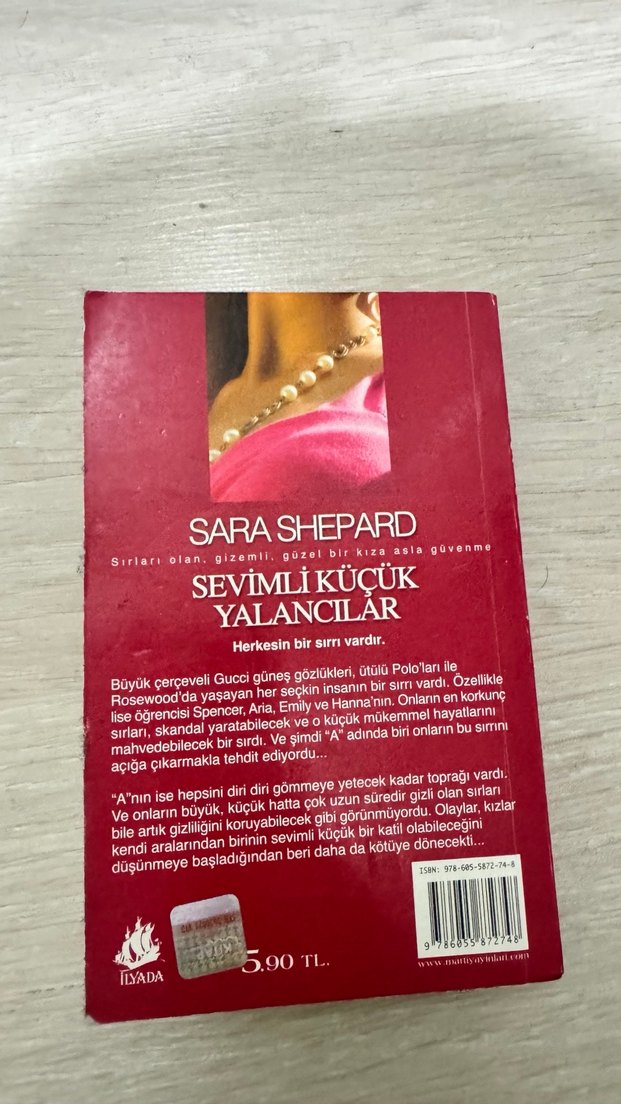 SARA SHEPARD
Sırları olan, gizemli, güzel bir kıza asla güvenme
SEVİMLİ KÜÇÜK
YALANCILAR
Herkesin bir sırrı vardır.
Büyük çerçeveli Gucci güneş gözlükleri, ütülü Polo'ları ile
Rosewood'da yaşayan her seçkin insanın bir sırrı vardı. Özellikle
lise öğrencisi Spencer, Aria, Emily ve Hanna'nın. Onların en korkunç
sırları, skandal yaratabilecek ve o küçük mükemmel hayatlarını
mahvedebilecek bir sırdı. Ve şimdi "A" adında biri onların bu sırrını
açığa çıkarmakla tehdit ediyordu...
"A"nın ise hepsini diri diri gömmeye yetecek kadar toprağı vardı.
Ve onların büyük, küçük hatta çok uzun süredir gizli olan sırları
bile artık gizliliğini koruyabilecek gibi görünmüyordu. Olaylar, kızlar
kendi aralarından birinin sevimli küçük bir katil olabileceğini
düşünmeye başladığından beri daha da kötüye dönecekti...
ISBN: 978-605-5872-74-8
9 786055 872748
www.martiyayinlari.com
İLYADA
5.90 TL.